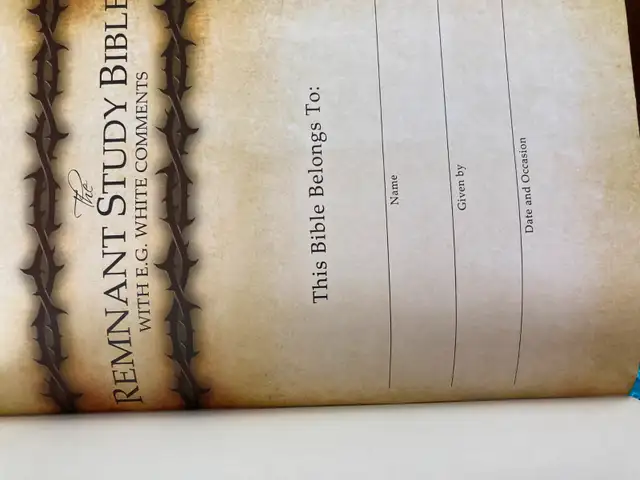 The
REMNANT STUDY BIBLE
WITH E.G. WHITE COMMENTS
This Bible Belongs To:
Name
Given by
Date and Occasion